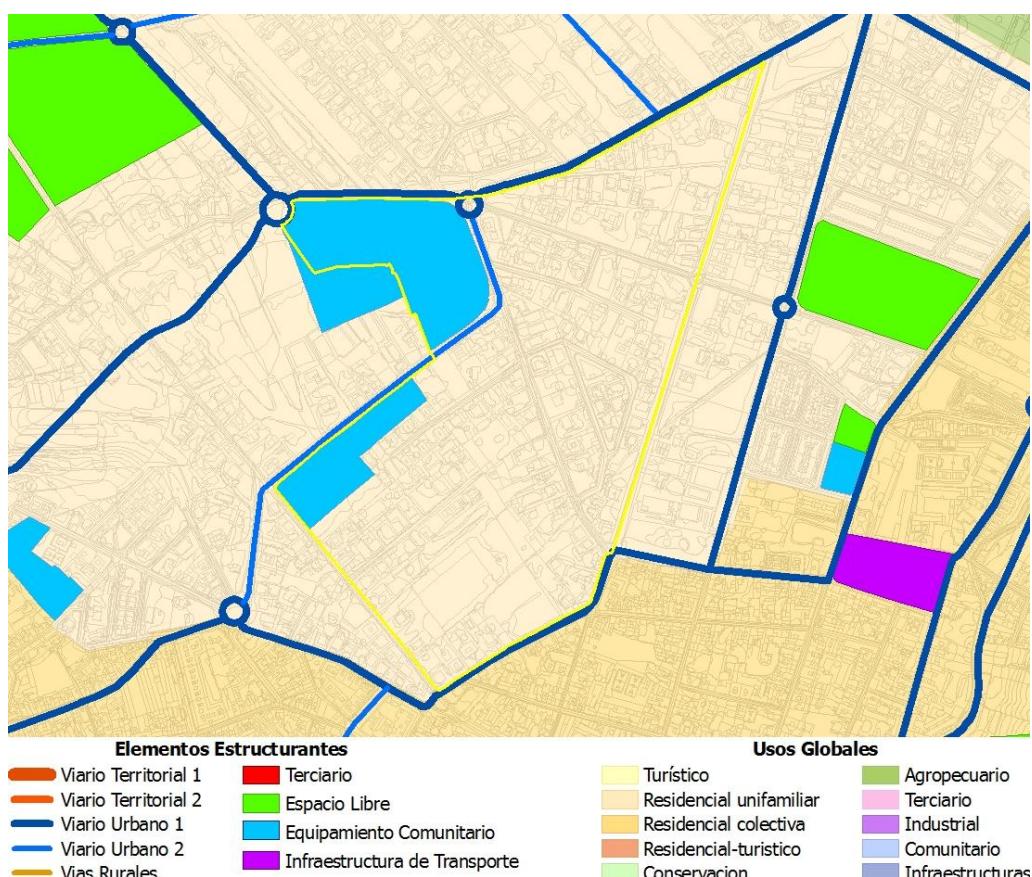 Elementos Estructurantes
Viario Territorial 1
Viario Territorial 2
Viario Urbano 1
Viario Urbano 2
Vias Rurales
Terciario
Espacio Libre
Equipamiento Comunitario
Infraestructura de Transporte
Usos Globales
Turístico
Residencial unifamiliar
Residencial colectiva
Residencial-turistico
Conservacion
Agropecuario
Terciario
Industrial
Comunitario
Infraestructuras